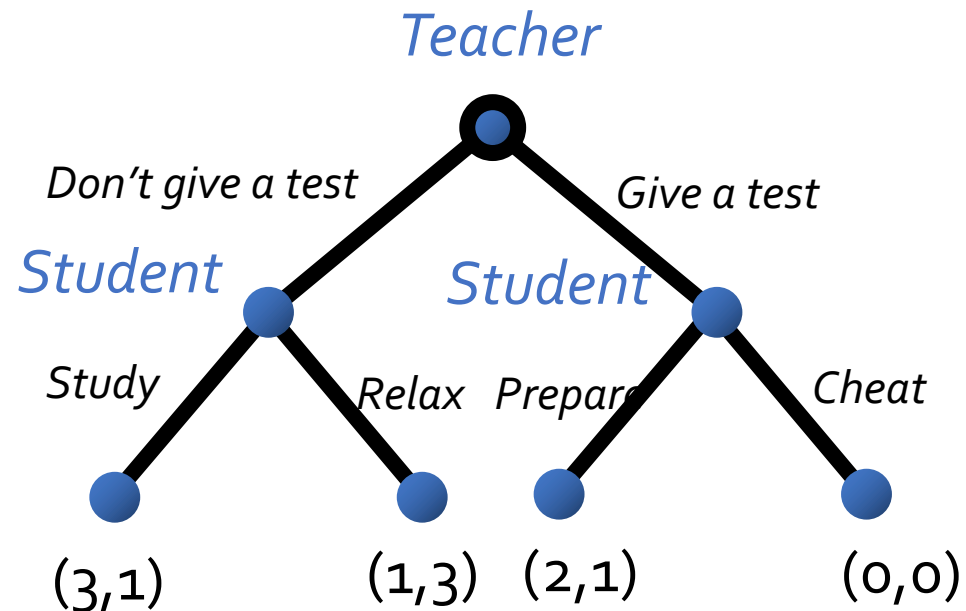 Teacher
Don't give a test
Give a test
Student
Student
Study
Relax
Prepare
Cheat
(3,1)
(1,3)
(2,1)
(0,0)